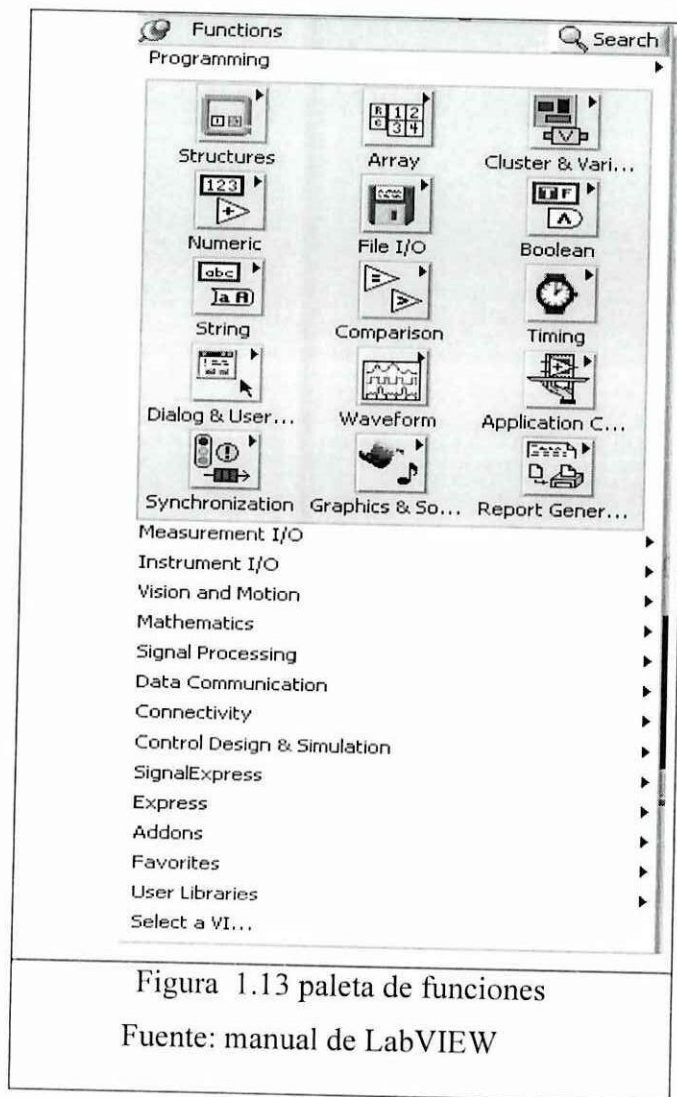 Functions Search
Programming
Structures Array Cluster & Vari...
Numeric File I/O Boolean
String Comparison Timing
Dialog & User... Waveform Application C...
Synchronization Graphics & So... Report Gener...
Measurement I/O
Instrument I/O
Vision and Motion
Mathematics
Signal Processing
Data Communication
Connectivity
Control Design & Simulation
SignalExpress
Express
Addons
Favorites
User Libraries
Select a VI...
Figura 1.13 paleta de funciones
Fuente: manual de LabVIEW